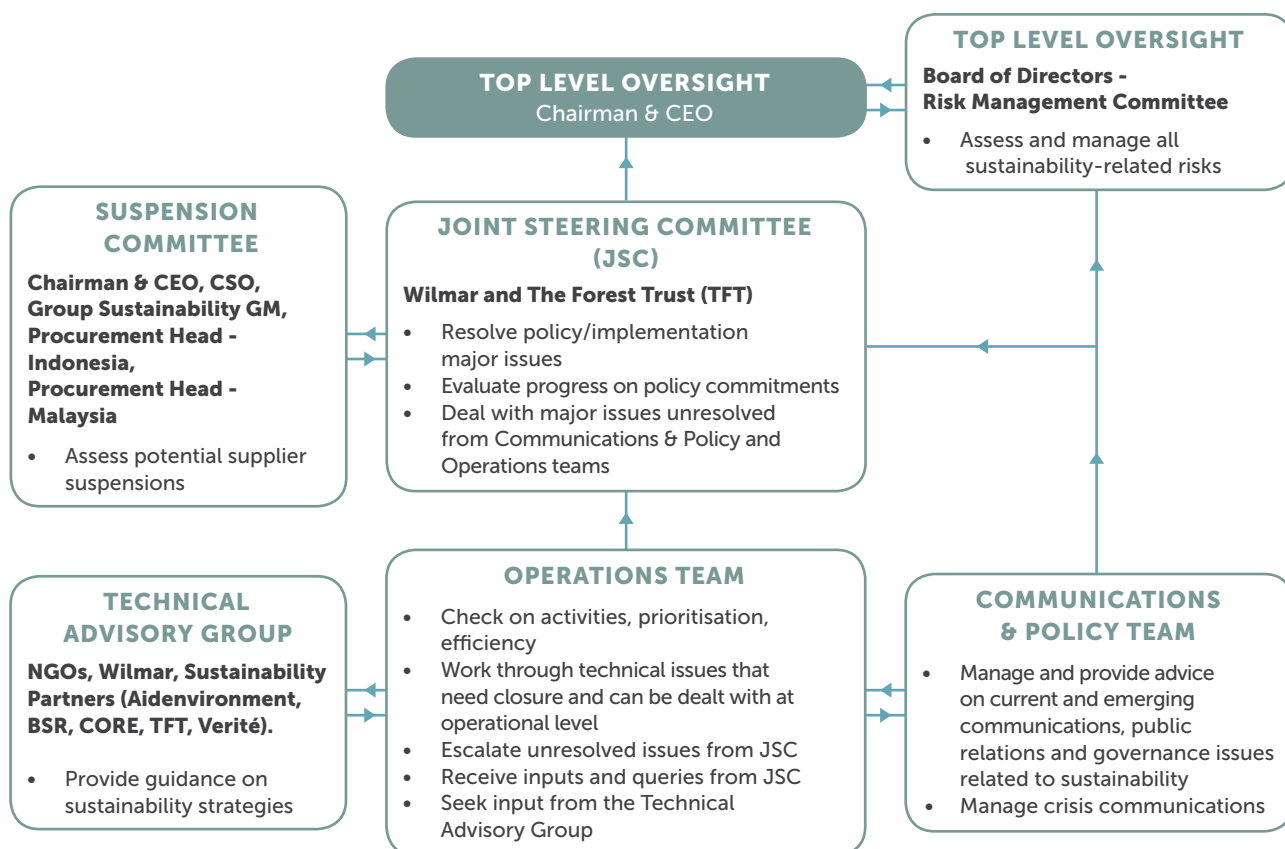 TOP LEVEL OVERSIGHT
Chairman & CEO
TOP LEVEL OVERSIGHT
Board of Directors -
Risk Management Committee
• Assess and manage all
sustainability-related risks
SUSPENSION
COMMITTEE
Chairman & CEO, CSO,
Group Sustainability GM,
Procurement Head -
Indonesia,
Procurement Head -
Malaysia
• Assess potential supplier
suspensions
JOINT STEERING COMMITTEE
(JSC)
Wilmar and The Forest Trust (TFT)
• Resolve policy/implementation
major issues
• Evaluate progress on policy commitments
• Deal with major issues unresolved
from Communications & Policy and
Operations teams
TECHNICAL
ADVISORY GROUP
NGOs, Wilmar, Sustainability
Partners (Aidenvironment,
BSR, CORE, TFT, Verité).
• Provide guidance on
sustainability strategies
OPERATIONS TEAM
• Check on activities, prioritisation,
efficiency
• Work through technical issues that
need closure and can be dealt with at
operational level
• Escalate unresolved issues from JSC
• Receive inputs and queries from JSC
• Seek input from the Technical
Advisory Group
COMMUNICATIONS
& POLICY TEAM
• Manage and provide advice
on current and emerging
communications, public
relations and governance issues
related to sustainability
• Manage crisis communications